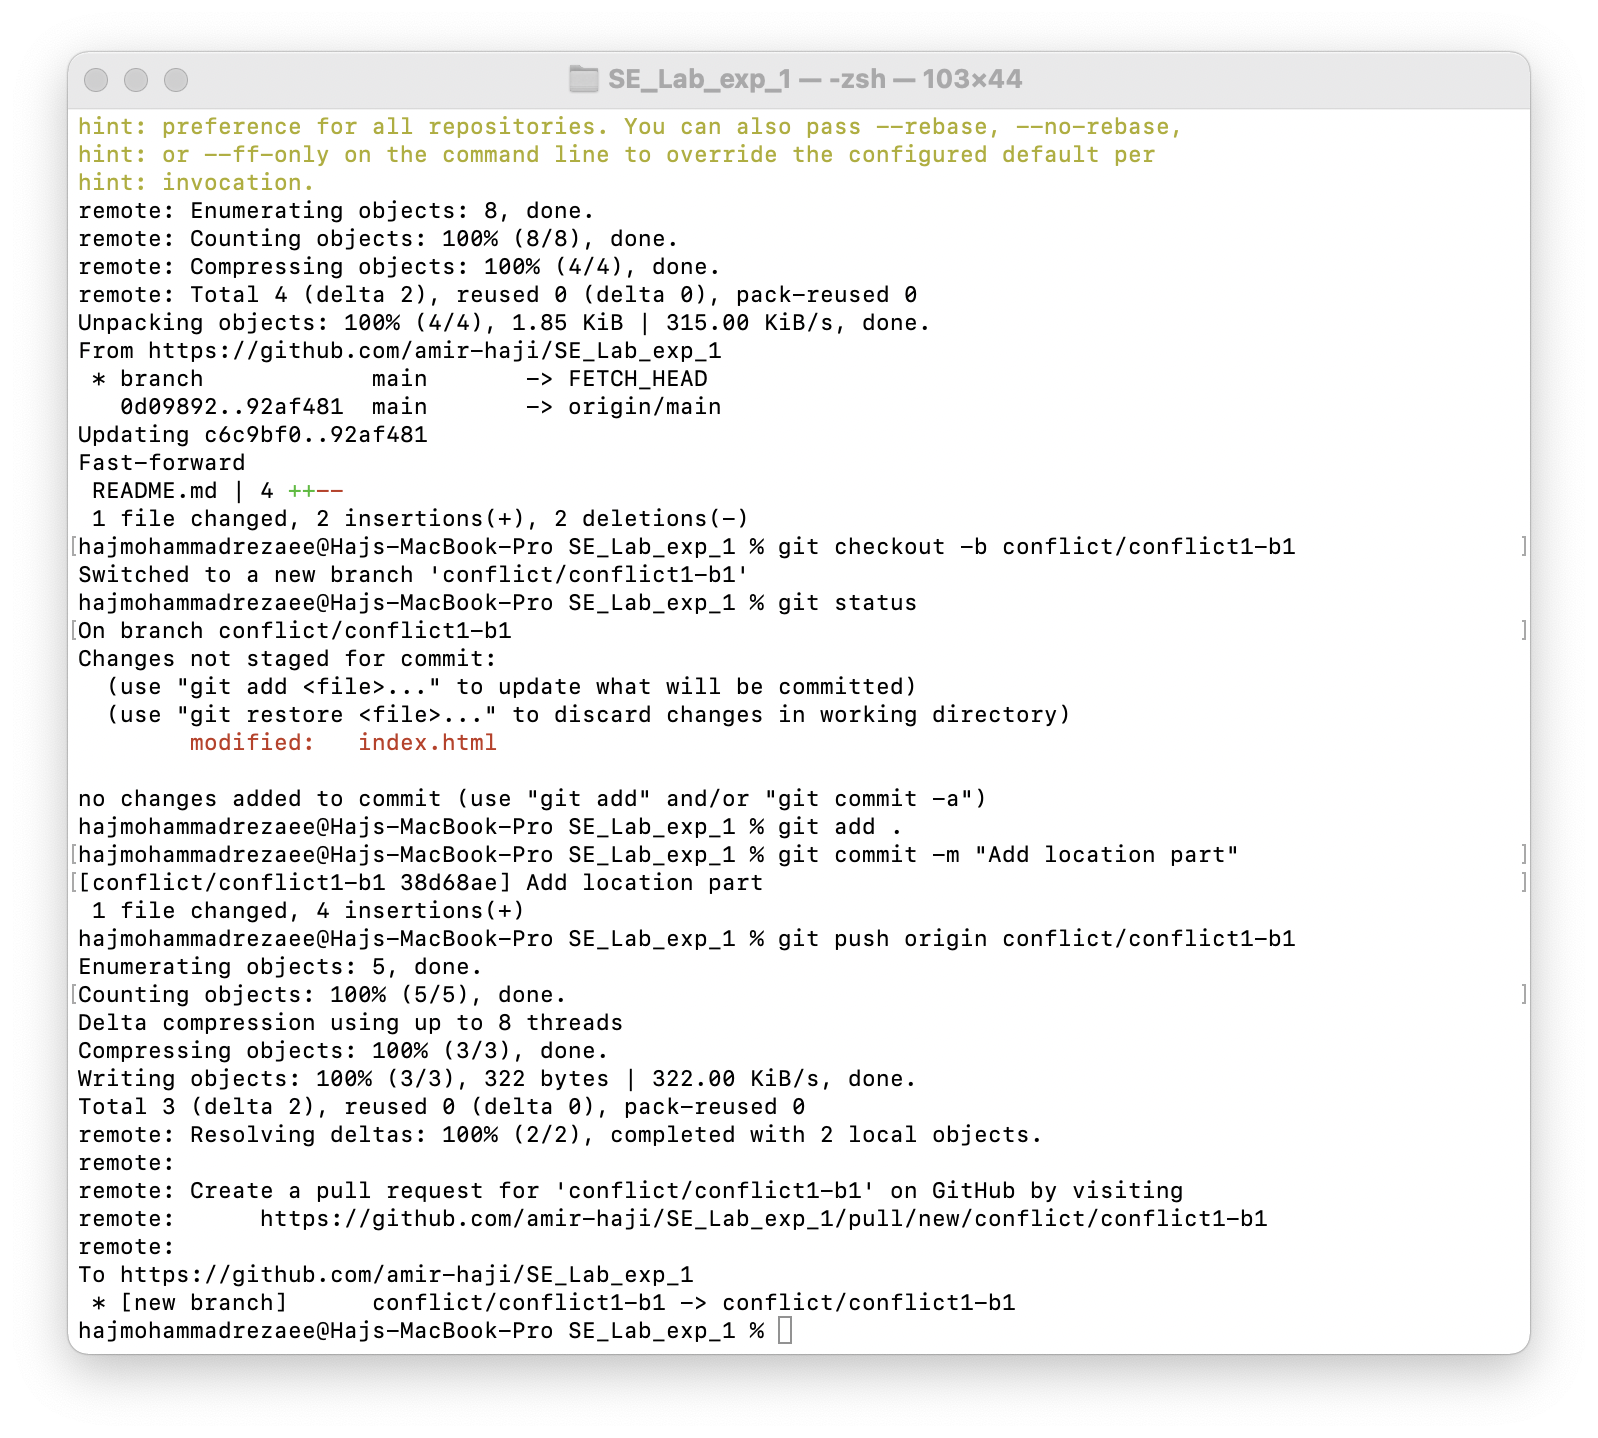 SE_Lab_exp_1 — -zsh — 103×44
hint: preference for all repositories. You can also pass --rebase, --no-rebase,
hint: or --ff-only on the command line to override the configured default per
hint: invocation.
remote: Enumerating objects: 8, done.
remote: Counting objects: 100% (8/8), done.
remote: Compressing objects: 100% (4/4), done.
remote: Total 4 (delta 2), reused 0 (delta 0), pack-reused 0
Unpacking objects: 100% (4/4), 1.85 KiB | 315.00 KiB/s, done.
From https://github.com/amir-haji/SE_Lab_exp_1
 * branch            main       -> FETCH_HEAD
   0d09892..92af481  main       -> origin/main
Updating c6c9bf0..92af481
Fast-forward
 README.md | 4 ++--
 1 file changed, 2 insertions(+), 2 deletions(-)
[hajmohammadrezaee@Hajs-MacBook-Pro SE_Lab_exp_1 % git checkout -b conflict/conflict1-b1 ]
Switched to a new branch 'conflict/conflict1-b1'
hajmohammadrezaee@Hajs-MacBook-Pro SE_Lab_exp_1 % git status
[On branch conflict/conflict1-b1 ]
Changes not staged for commit:
  (use "git add <file>..." to update what will be committed)
  (use "git restore <file>..." to discard changes in working directory)
        modified:   index.html

no changes added to commit (use "git add" and/or "git commit -a")
hajmohammadrezaee@Hajs-MacBook-Pro SE_Lab_exp_1 % git add .
[hajmohammadrezaee@Hajs-MacBook-Pro SE_Lab_exp_1 % git commit -m "Add location part" ]
[[conflict/conflict1-b1 38d68ae] Add location part ]
 1 file changed, 4 insertions(+)
hajmohammadrezaee@Hajs-MacBook-Pro SE_Lab_exp_1 % git push origin conflict/conflict1-b1
Enumerating objects: 5, done.
[Counting objects: 100% (5/5), done. ]
Delta compression using up to 8 threads
Compressing objects: 100% (3/3), done.
Writing objects: 100% (3/3), 322 bytes | 322.00 KiB/s, done.
Total 3 (delta 2), reused 0 (delta 0), pack-reused 0
remote: Resolving deltas: 100% (2/2), completed with 2 local objects.
remote:
remote: Create a pull request for 'conflict/conflict1-b1' on GitHub by visiting
remote:      https://github.com/amir-haji/SE_Lab_exp_1/pull/new/conflict/conflict1-b1
remote:
To https://github.com/amir-haji/SE_Lab_exp_1
 * [new branch]      conflict/conflict1-b1 -> conflict/conflict1-b1
hajmohammadrezaee@Hajs-MacBook-Pro SE_Lab_exp_1 %